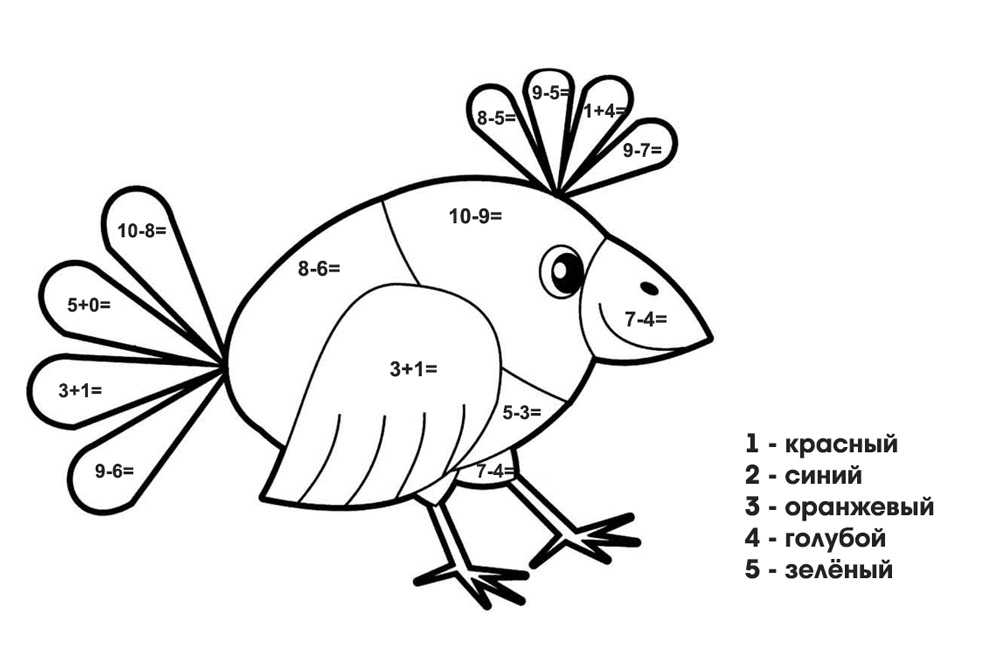 9-5=
8-5=
1+4=
9-7=
10-9=
10-8=
8-6=
5+0=
7-4=
3+1=
3+1=
5-3=
9-6=
7-4=
1 - красный
2 - синий
3 - оранжевый
4 - голубой
5 - зелёный